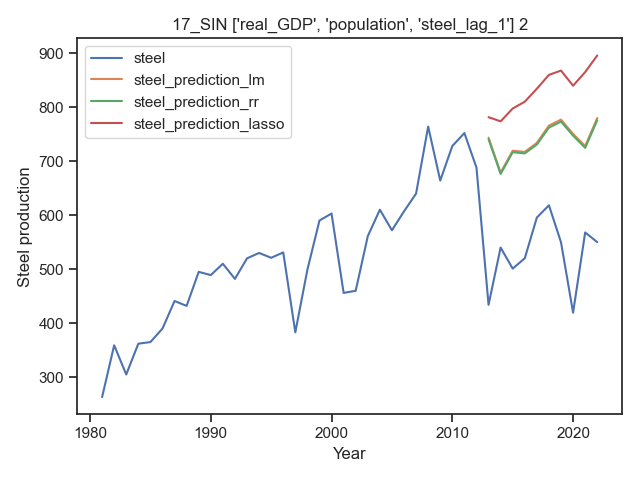 17_SIN ['real_GDP', 'population', 'steel_lag_1'] 2
steel
steel_prediction_lm
steel_prediction_rr
steel_prediction_lasso
900
800
700
600
500
400
300
Steel production
1980
1990
2000
2010
2020
Year